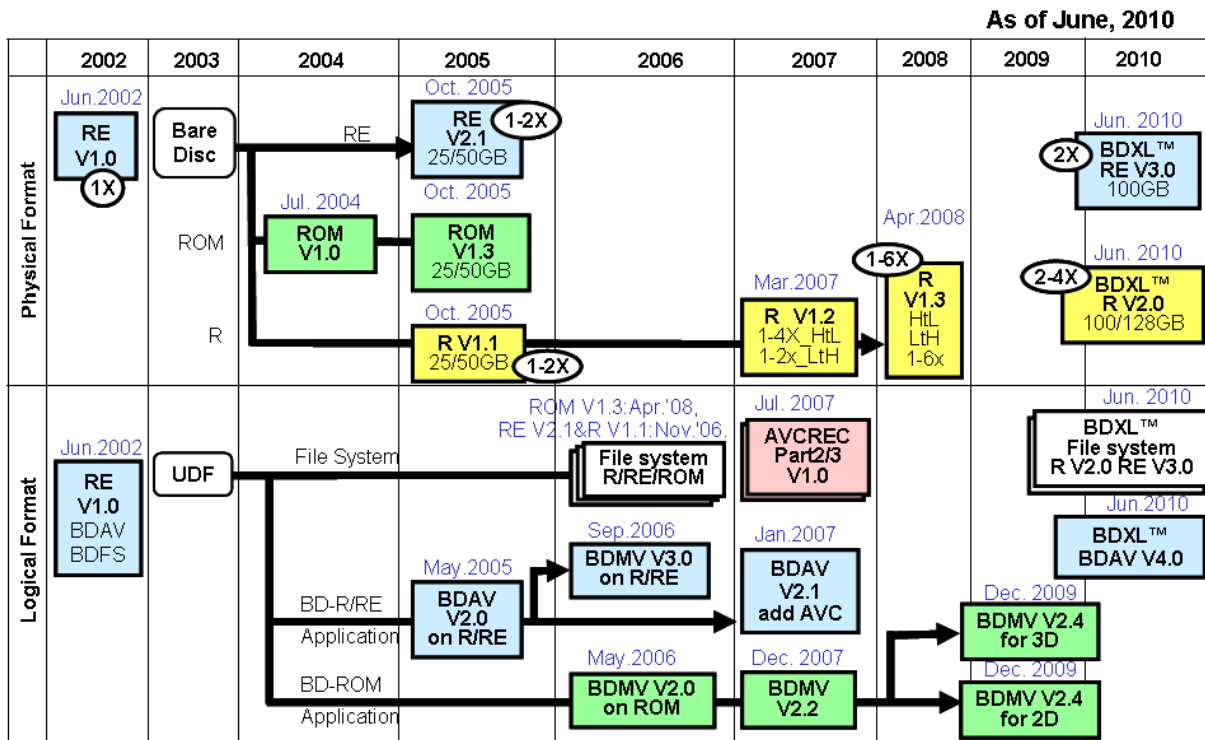 As of June, 2010
2002 2003 2004 2005 2006 2007 2008 2009 2010
Physical Format
Jun.2002
RE
V1.0
1X
Bare
Disc
RE
Oct. 2005
RE
V2.1
25/50GB
1-2X
ROM
Jul. 2004
ROM
V1.0
Oct. 2005
ROM
V1.3
25/50GB
R
Oct. 2005
R V1.1
25/50GB
1-2X
Mar.2007
R V1.2
1-4X_HtL
1-2x_LtH
Apr.2008
1-6X
R
V1.3
HtL
LtH
1-6x
Jun. 2010
2X
BDXL™
RE V3.0
100GB
Jun. 2010
2-4X
BDXL™
R V2.0
100/128GB
Logical Format
Jun.2002
RE
V1.0
BDAV
BDFS
UDF
File System
ROM V1.3:Apr.'08,
RE V2.1&R V1.1:Nov.'06.
File system
R/RE/ROM
Jul. 2007
AVCREC
Part2/3
V1.0
Jun. 2010
BDXL™
File system
R V2.0 RE V3.0
Jun.2010
BDXL™
BDAV V4.0
BD-R/RE
Application
May.2005
BDAV
V2.0
on R/RE
Sep.2006
BDMV V3.0
on R/RE
Jan.2007
BDAV
V2.1
add AVC
BD-ROM
Application
May.2006
BDMV V2.0
on ROM
Dec. 2007
BDMV
V2.2
Dec. 2009
BDMV V2.4
for 3D
Dec. 2009
BDMV V2.4
for 2D